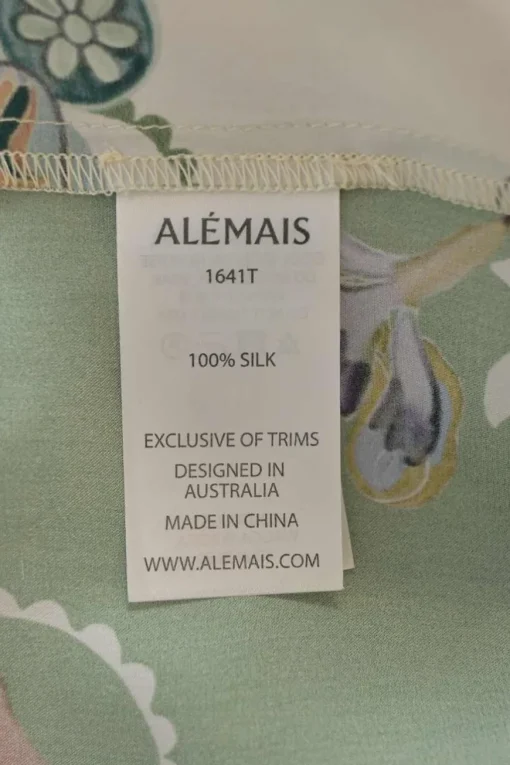 ALÉMAIS
1641T
100% SILK
EXCLUSIVE OF TRIMS
DESIGNED IN
AUSTRALIA
MADE IN CHINA
WWW.ALEMAIS.COM